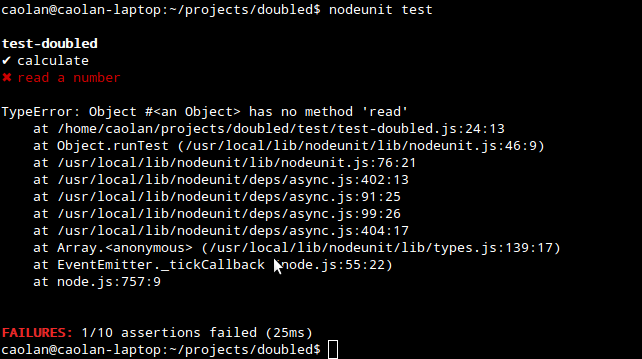 caolan@caolan-laptop:~/projects/doubled$ nodeunit test
test-doubled
✔ calculate
✖ read a number
TypeError: Object #<an Object> has no method 'read'
at /home/caolan/projects/doubled/test/test-doubled.js:24:13
at Object.runTest (/usr/local/lib/nodeunit/lib/nodeunit.js:46:9)
at /usr/local/lib/nodeunit/lib/nodeunit.js:76:21
at /usr/local/lib/nodeunit/deps/async.js:402:13
at /usr/local/lib/nodeunit/deps/async.js:91:25
at /usr/local/lib/nodeunit/deps/async.js:99:26
at /usr/local/lib/nodeunit/deps/async.js:404:17
at Array.<anonymous> (/usr/local/lib/nodeunit/lib/types.js:139:17)
at EventEmitter._tickCallback (node.js:55:22)
at node.js:757:9
FAILURES: 1/10 assertions failed (25ms)
caolan@caolan-laptop:~/projects/doubled$